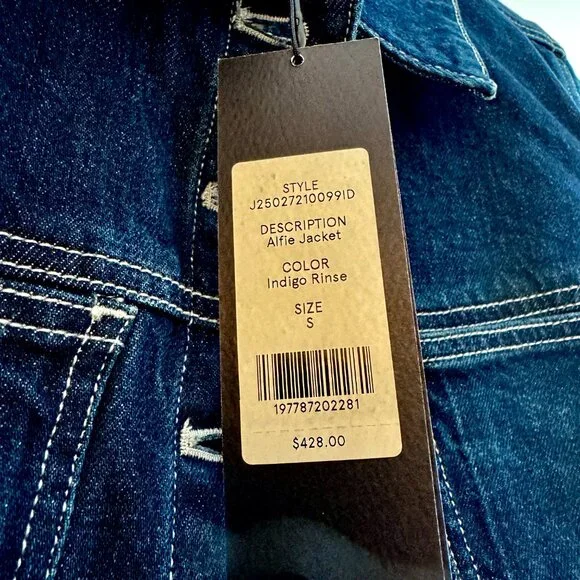 STYLE
J25027210099ID
DESCRIPTION
Alfie Jacket
COLOR
Indigo Rinse
SIZE
S
197787202281
$428.00